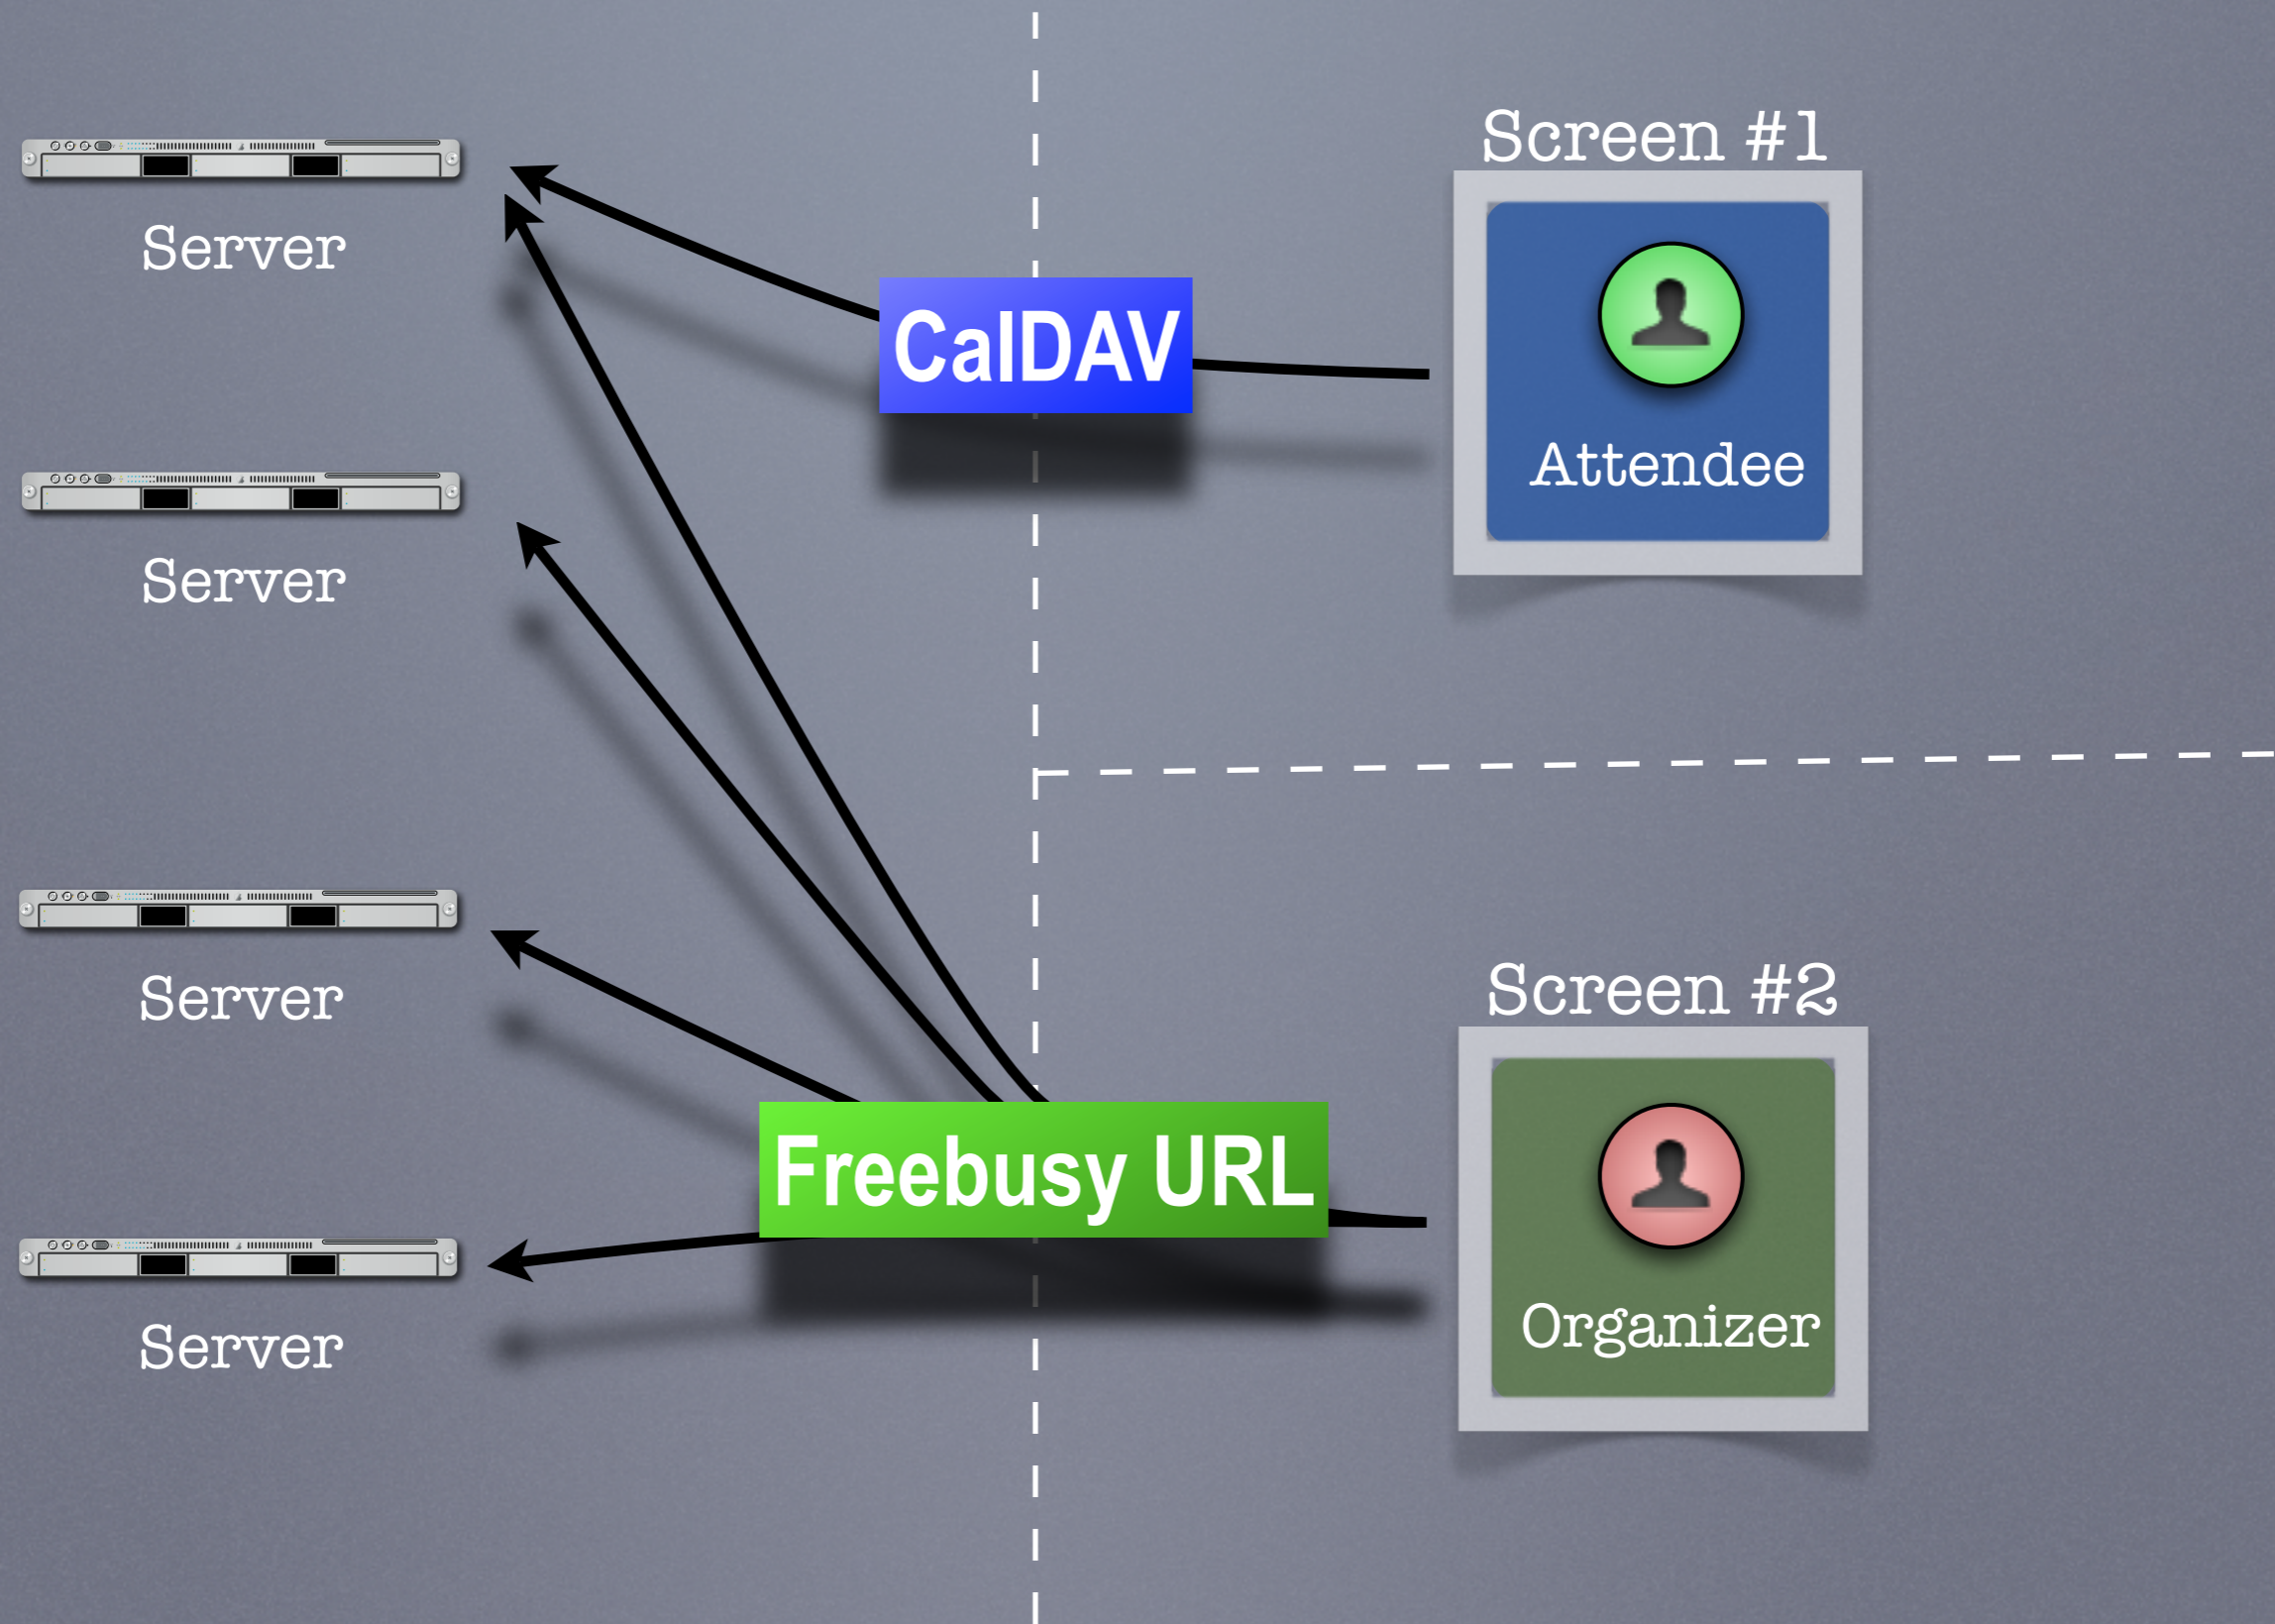 Screen #1
Server
CalDAV
Attendee
Server
Screen #2
Server
Freebusy URL
Organizer
Server